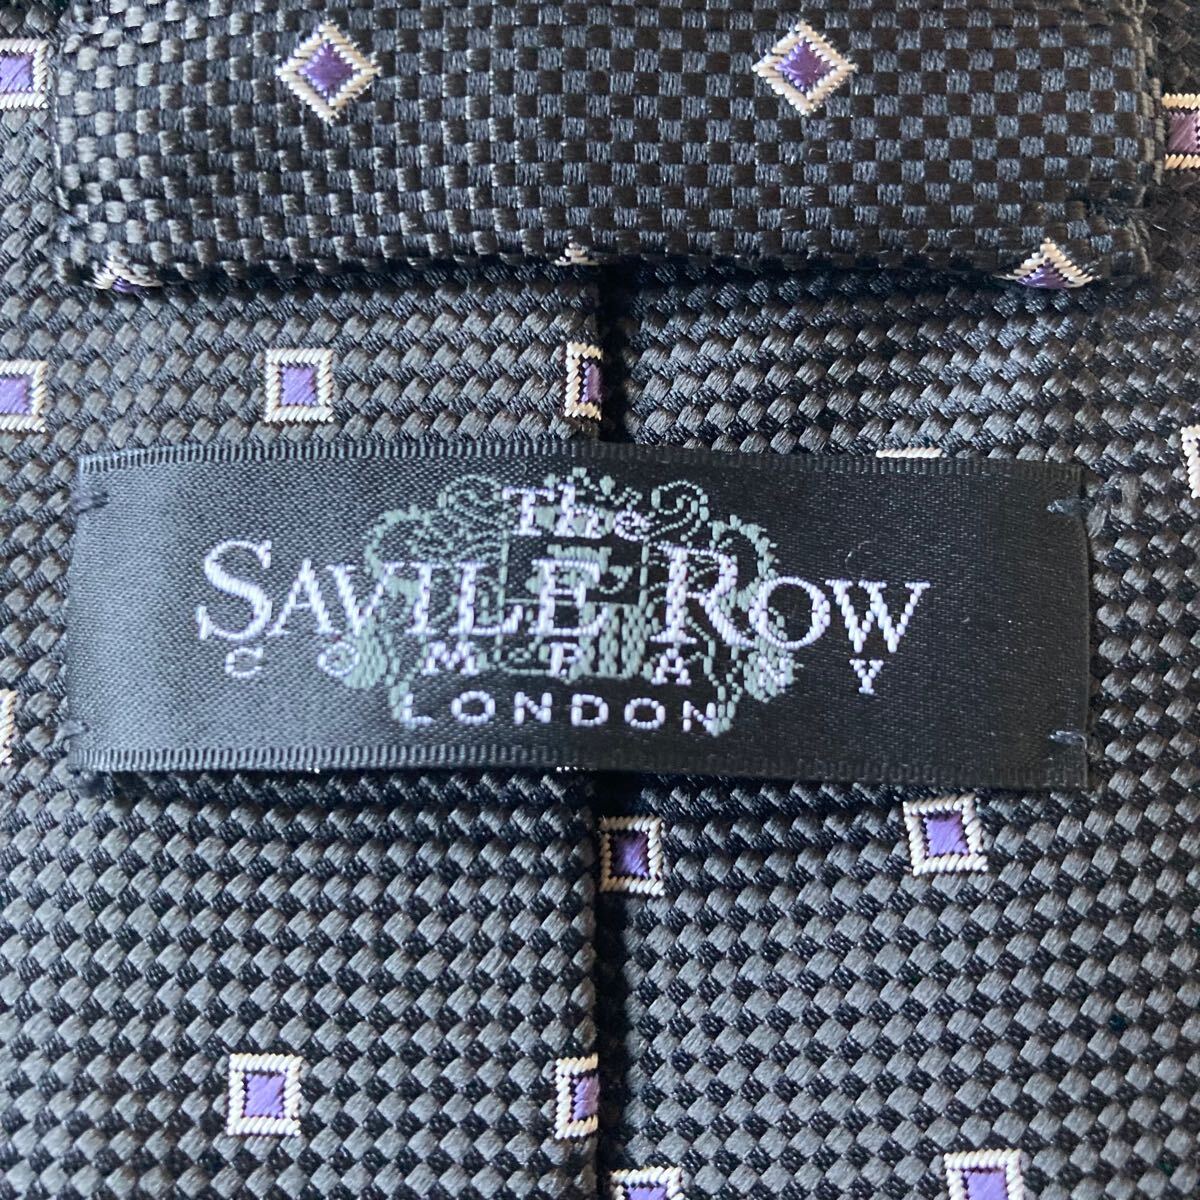 The
SAVILE ROW
COMPANY
LONDON